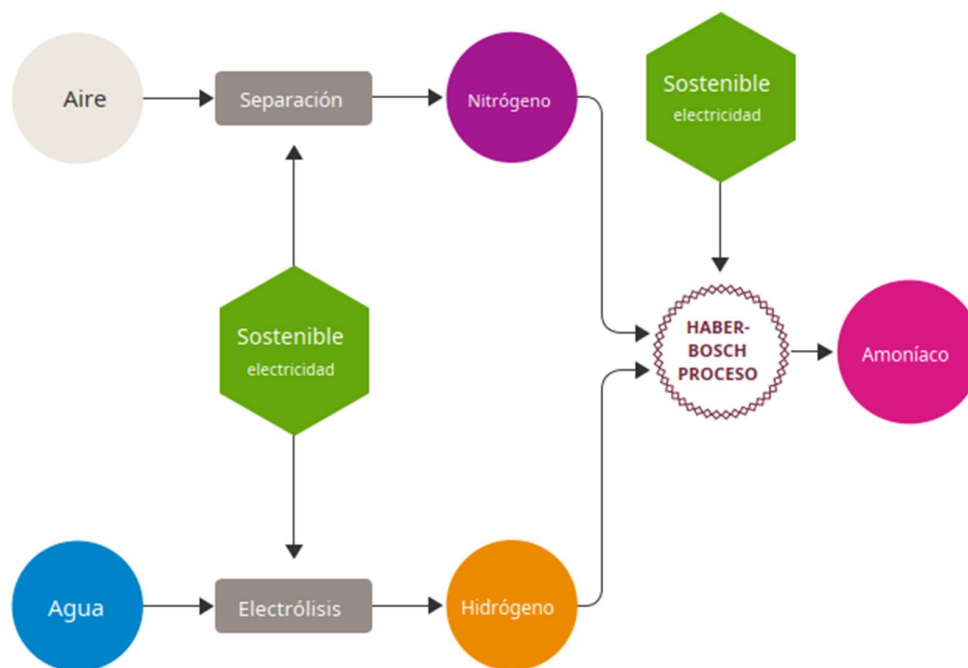 Aire
Separación
Nitrógeno
Sostenible
electricidad
Sostenible
electricidad
HABER-
BOSCH
PROCESO
Amoníaco
Agua
Electrólisis
Hidrógeno